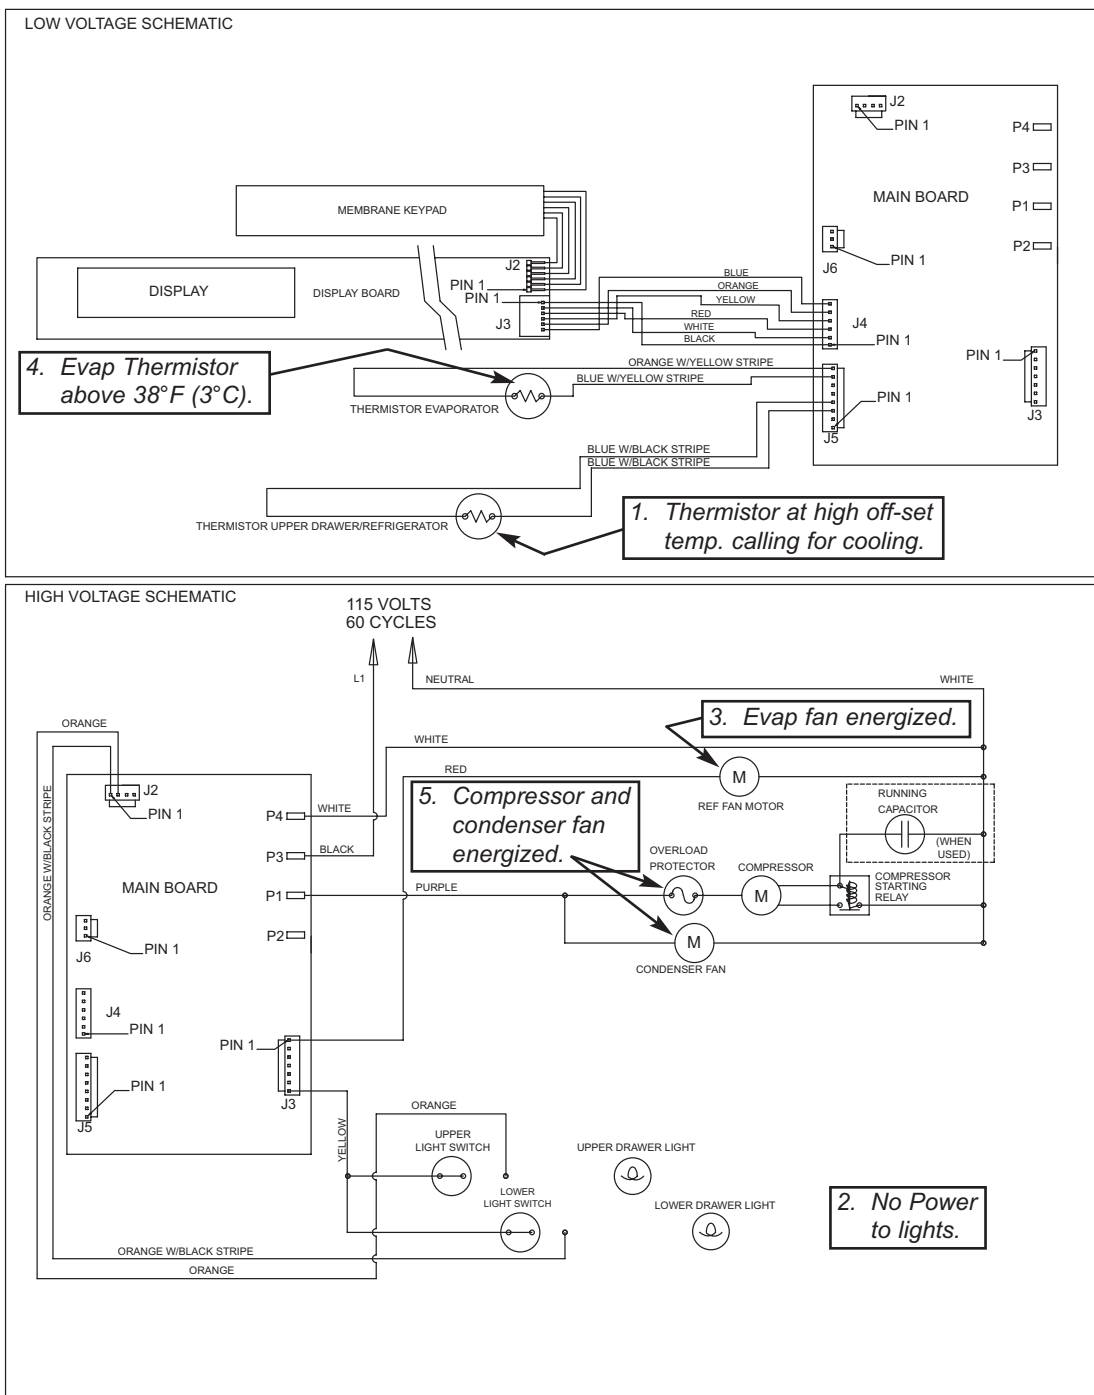 LOW VOLTAGE SCHEMATIC
J2
PIN 1
P4
P3
MAIN BOARD
P1
P2
MEMBRANE KEYPAD
J6
PIN 1
J2
DISPLAY
DISPLAY BOARD
PIN 1
PIN 1
J3
BLUE
ORANGE
YELLOW
RED
WHITE
BLACK
J4
PIN 1
PIN 1
J3
4. Evap Thermistor
above 38°F (3°C).
ORANGE W/YELLOW STRIPE
BLUE W/YELLOW STRIPE
THERMISTOR EVAPORATOR
PIN 1
J5
BLUE W/BLACK STRIPE
BLUE W/BLACK STRIPE
THERMISTOR UPPER DRAWER/REFRIGERATOR
1. Thermistor at high off-set
temp. calling for cooling.
HIGH VOLTAGE SCHEMATIC
115 VOLTS
60 CYCLES
L1
NEUTRAL
WHITE
ORANGE
3. Evap fan energized.
WHITE
RED
M
REF FAN MOTOR
ORANGE W/BLACK STRIPE
J2
PIN 1
P4
WHITE
P3
BLACK
MAIN BOARD
P1
PURPLE
P2
5. Compressor and
condenser fan
energized.
RUNNING
CAPACITOR
(WHEN
USED)
OVERLOAD
PROTECTOR
COMPRESSOR
M
COMPRESSOR
STARTING
RELAY
M
CONDENSER FAN
J6
PIN 1
J4
PIN 1
PIN 1
J5
PIN 1
J3
YELLOW
ORANGE
UPPER
LIGHT SWITCH
UPPER DRAWER LIGHT
LOWER
LIGHT SWITCH
LOWER DRAWER LIGHT
2. No Power
to lights.
ORANGE W/BLACK STRIPE
ORANGE